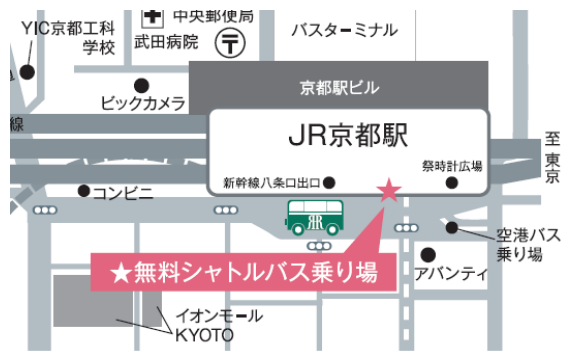 中央郵便局
YIC京都工科
学校
武田病院
バスターミナル
ビックカメラ
京都駅ビル
線
JR京都駅
至
東
京
新幹線八条口出口
祭時計広場
コンビニ
空港バス
乗り場
★無料シャトルバス乗り場
アバンティ
イオンモール
KYOTO